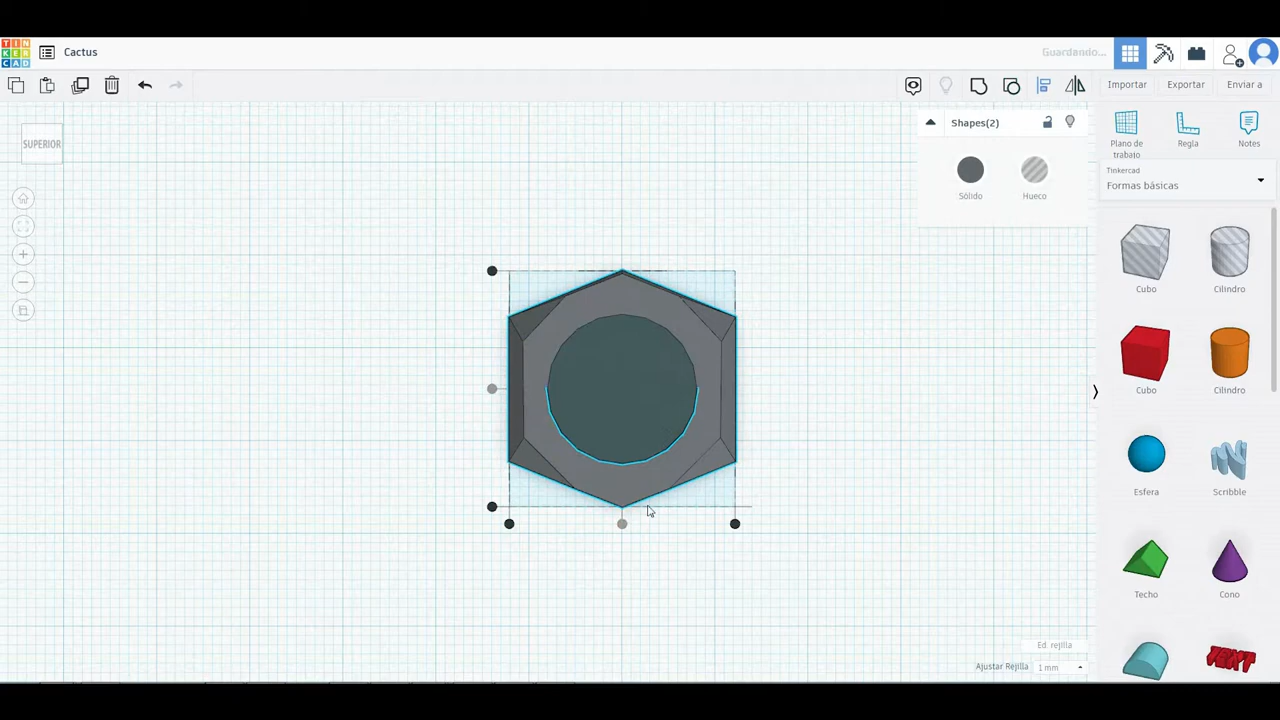 TIN
KER
CAD
Cactus
Guardando...
Importar
Exportar
Enviar a
SUPERIOR
Shapes(2)
Sólido
Hueco
Plano de
trabajo
Regla
Notes
Tinkercad
Formas básicas
Cubo
Cilindro
Cubo
Cilindro
Esfera
Scribble
Techo
Cono
TEXT
Ed. rejilla
Ajustar Rejilla
1 mm